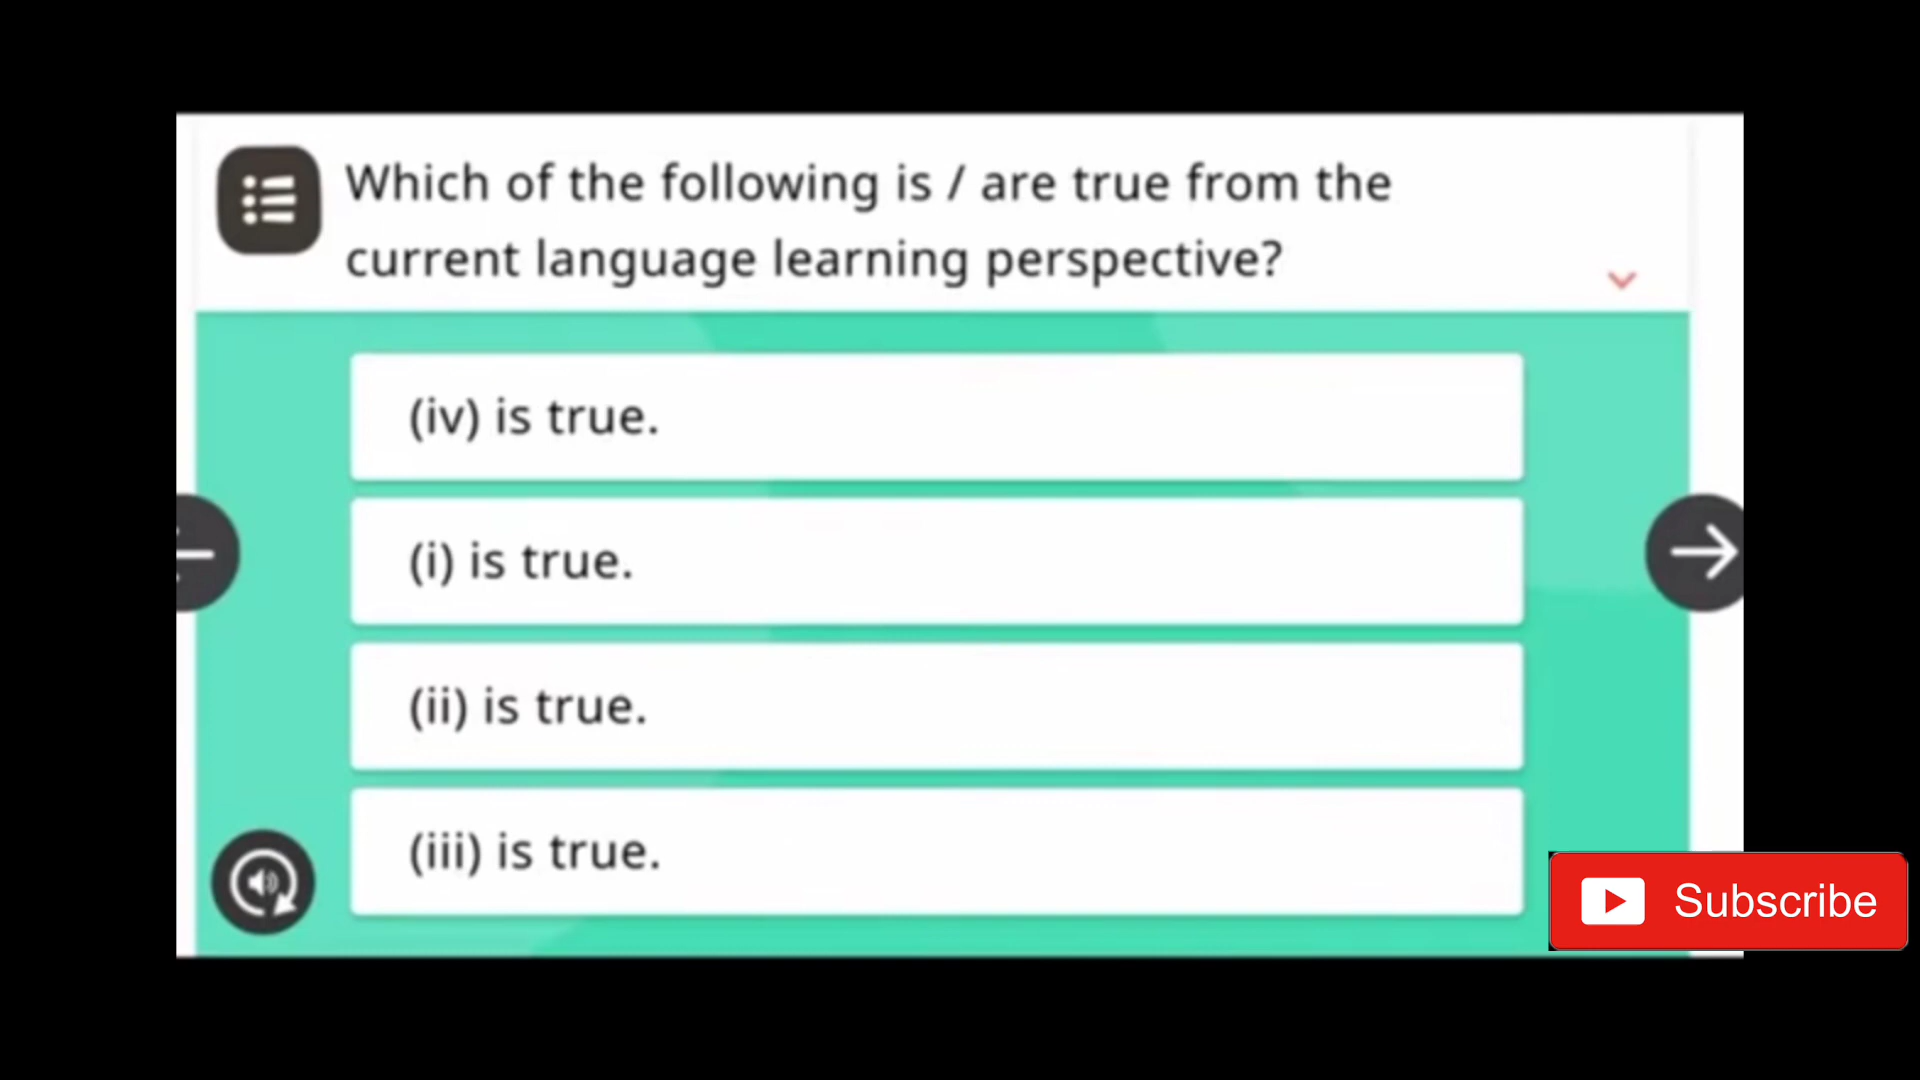 Which of the following is / are true from the
current language learning perspective?
(iv) is true.
(i) is true.
(ii) is true.
(iii) is true.
Subscribe